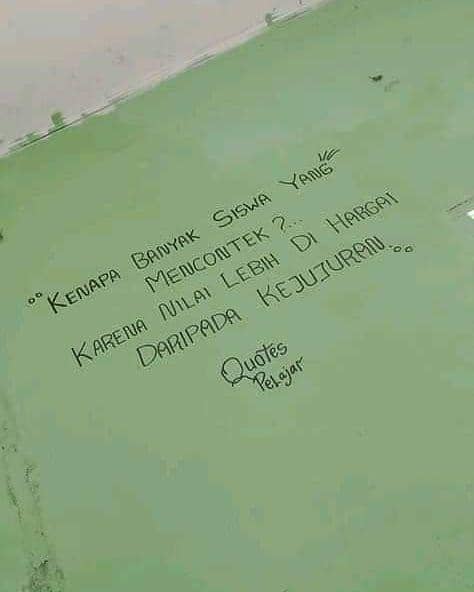 "Kenapa Banyak Siswa Yang
Mencontek?...
Karena Nilai Lebih Di Hargai
Daripada Kejujuran..
Quotes
Pelajar